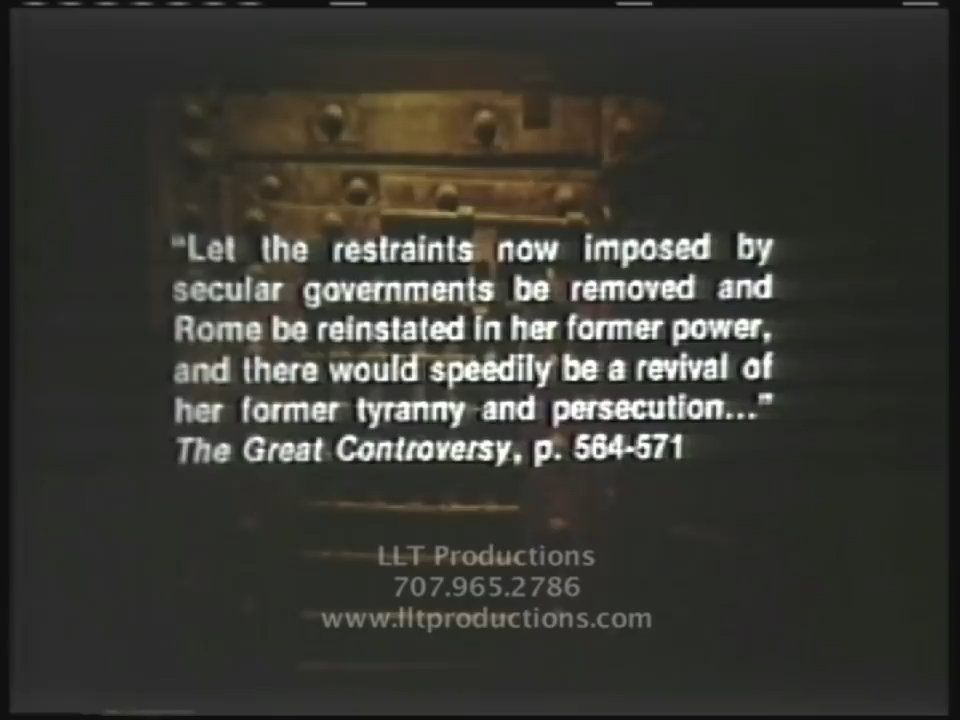 "Let the restraints now imposed by
secular governments be removed and
Rome be reinstated in her former power,
and there would speedily be a revival of
her former tyranny and persecution..."
The Great Controversy, p. 564-571
LLT Productions
707.965.2786
www.lltproductions.com